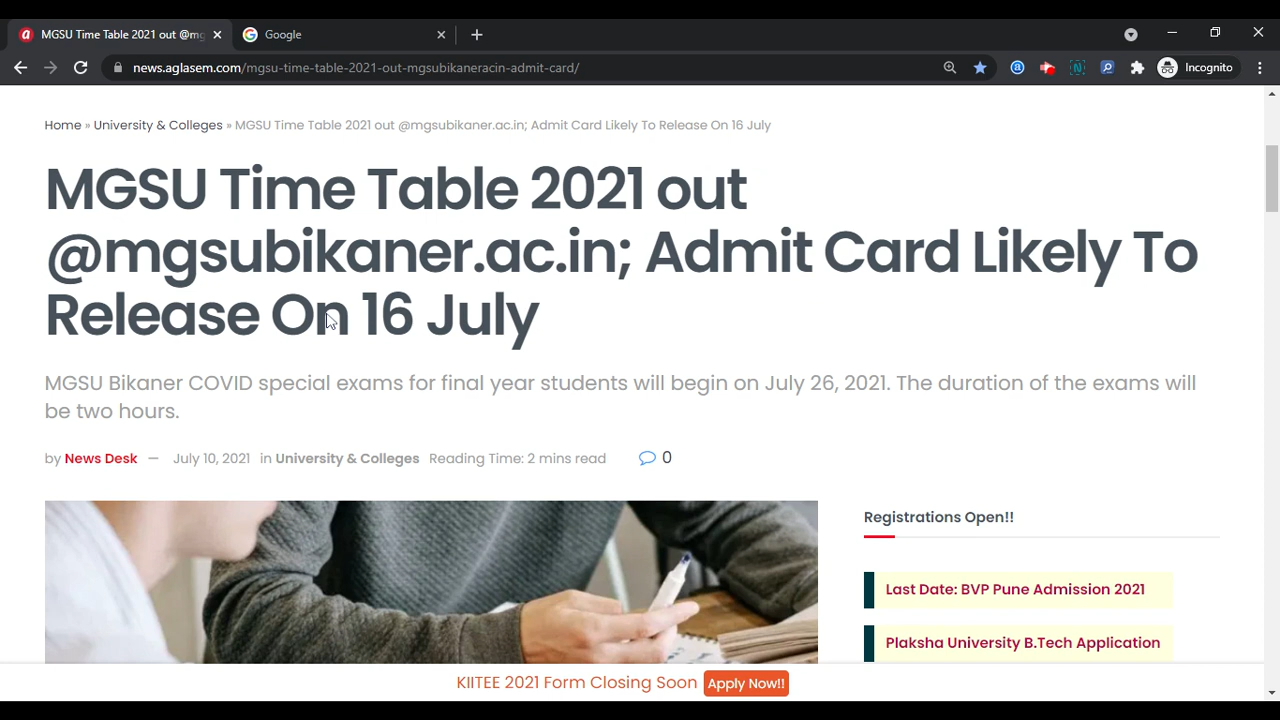 MGSU Time Table 2021 out @mg
Google
news.aglasem.com/mgsu-time-table-2021-out-mgsubikaneracin-admit-card/
Incognito
Home » University & Colleges » MGSU Time Table 2021 out @mgsubikaner.ac.in; Admit Card Likely To Release On 16 July
MGSU Time Table 2021 out
@mgsubikaner.ac.in; Admit Card Likely To
Release On 16 July
MGSU Bikaner COVID special exams for final year students will begin on July 26, 2021. The duration of the exams will
be two hours.
by News Desk — July 10, 2021 in University & Colleges Reading Time: 2 mins read 0
Registrations Open!!
Last Date: BVP Pune Admission 2021
Plaksha University B.Tech Application
KIITEE 2021 Form Closing Soon Apply Now!!